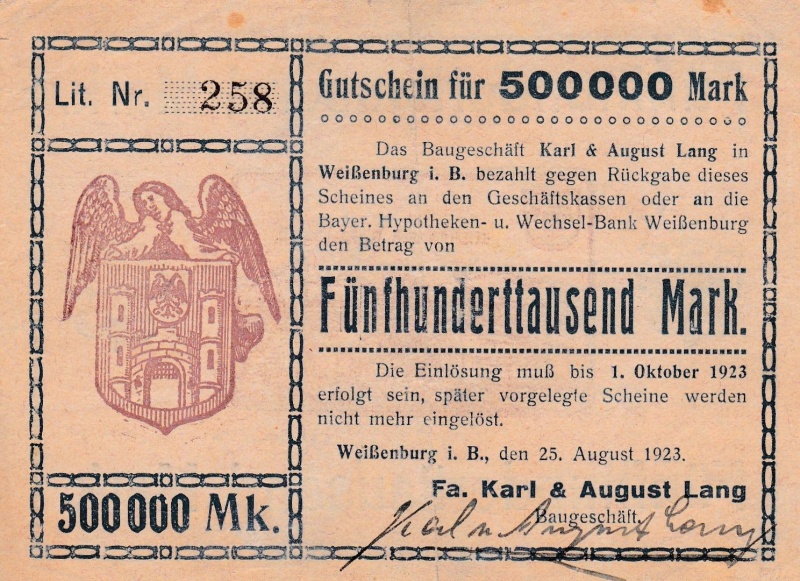 Lit. Nr. 258
Gutschein für 500000 Mark
Das Baugeschäft Karl & August Lang in
Weißenburg i. B. bezahlt gegen Rückgabe dieses
Scheines an den Geschäftskassen oder an die
Bayer. Hypotheken- u. Wechsel-Bank Weißenburg
den Betrag von
Fünfhunderttausend Mark.
Die Einlösung muß bis 1. Oktober 1923
erfolgt sein, später vorgelegte Scheine werden
nicht mehr eingelöst.
Weißenburg i. B., den 25. August 1923.
Fa. Karl & August Lang
Baugeschäft.
Karl u August Lang
500000 Mk.